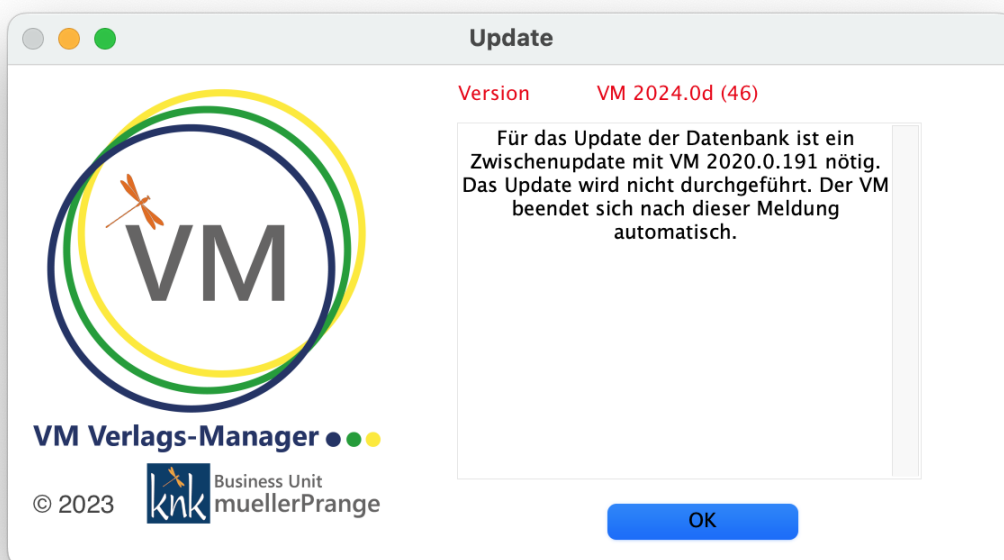 Update
Version VM 2024.0d (46)
Für das Update der Datenbank ist ein
Zwischenupdate mit VM 2020.0.191 nötig.
Das Update wird nicht durchgeführt. Der VM
beendet sich nach dieser Meldung
automatisch.
VM
VM Verlags-Manager
© 2023
knk
Business Unit
muellerPrange
OK